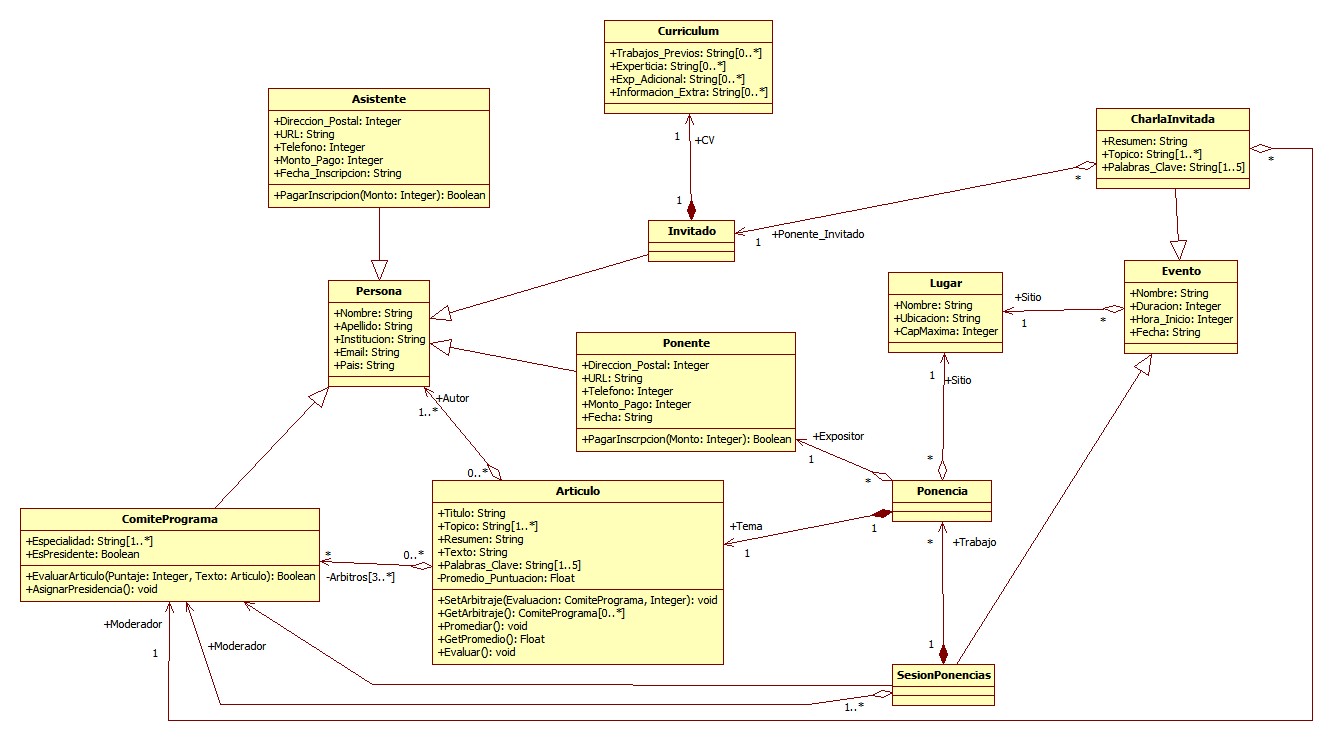 Curriculum
+Trabajos_Previos: String[0..*]
+Experticia: String[0..*]
+Exp_Adicional: String[0..*]
+Informacion_Extra: String[0..*]
Asistente
+Direccion_Postal: Integer
+URL: String
+Telefono: Integer
+Monto_Pago: Integer
+Fecha_Inscripcion: String
+PagarInscripcion(Monto: Integer): Boolean
CharlaInvitada
+Resumen: String
+Topico: String[1..*]
+Palabras_Clave: String[1..5]
1
+CV
1
*
*
Invitado
1
+Ponente_Invitado
Persona
+Nombre: String
+Apellido: String
+Institucion: String
+Email: String
+Pais: String
Lugar
+Nombre: String
+Ubicacion: String
+CapMaxima: Integer
+Sitio
1
*
Evento
+Nombre: String
+Duracion: Integer
+Hora_Inicio: Integer
+Fecha: String
Ponente
+Direccion_Postal: Integer
+URL: String
+Telefono: Integer
+Monto_Pago: Integer
+Fecha: String
+PagarInscrpcion(Monto: Integer): Boolean
1
+Sitio
*
+Autor
1..*
0..*
+Expositor
1
*
Ponencia
Articulo
+Titulo: String
+Topico: String[1..*]
+Resumen: String
+Texto: String
+Palabras_Clave: String[1..5]
-Promedio_Puntuacion: Float
+SetArbitraje(Evaluacion: ComitePrograma, Integer): void
+GetArbitraje(): ComitePrograma[0..*]
+Promediar(): void
+GetPromedio(): Float
+Evaluar(): void
+Tema
1
1
*
+Trabajo
1
ComitePrograma
+Especialidad: String[1..*]
+EsPresidente: Boolean
+EvaluarArticulo(Puntaje: Integer, Texto: Articulo): Boolean
+AsignarPresidencia(): void
*
0..*
-Arbitros[3..*]
+Moderador
1
+Moderador
SesionPonencias
1..*